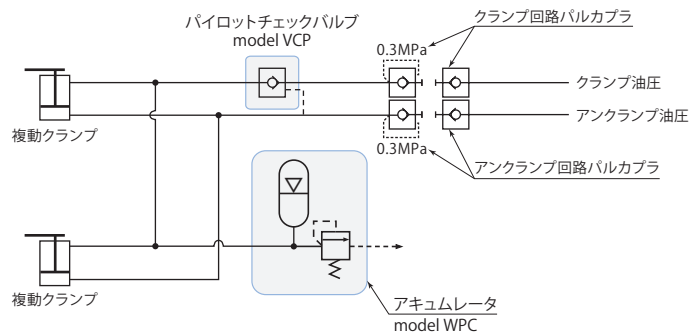 パイロットチェックバルブ
model VCP
クランプ回路パルカプラ
0.3MPa
クランプ油圧
アンクランプ油圧
複動クランプ
0.3MPa
アンクランプ回路パルカプラ
複動クランプ
アキュムレータ
model WPC